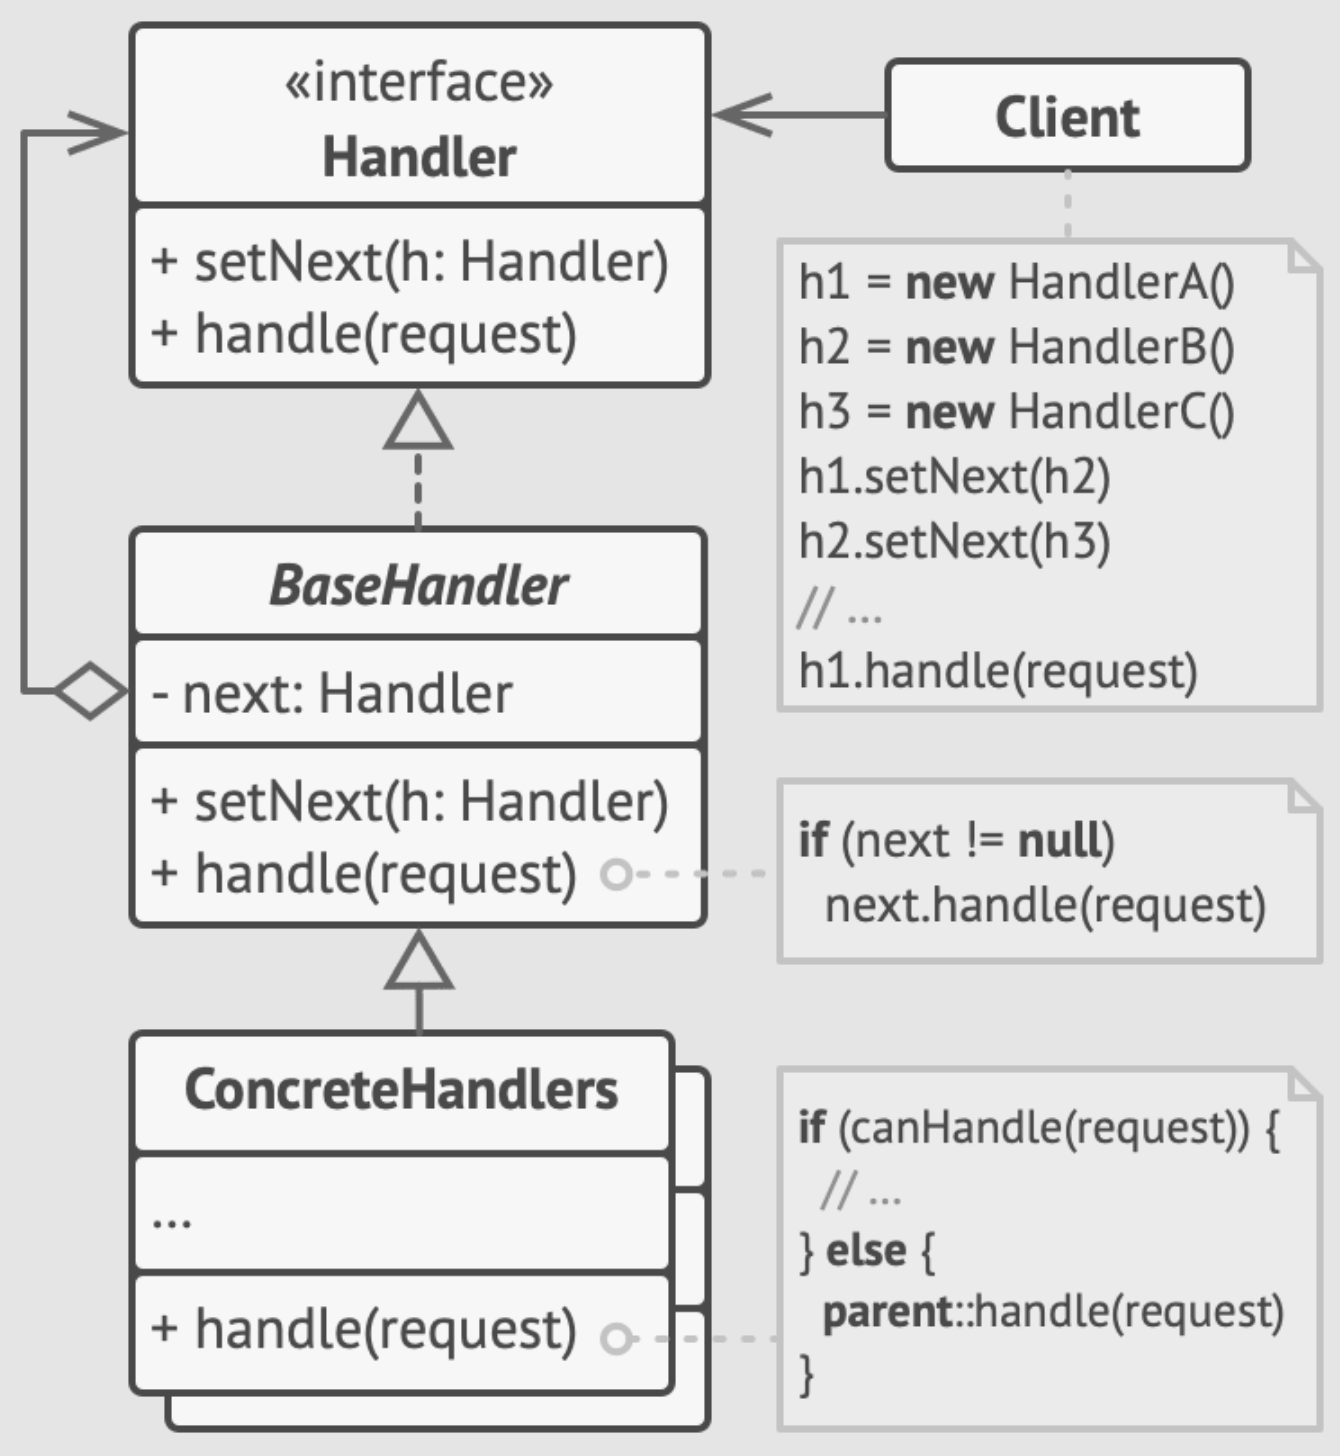 «interface»
Handler
+ setNext(h: Handler)
+ handle(request)
Client
h1 = new HandlerA()
h2 = new HandlerB()
h3 = new HandlerC()
h1.setNext(h2)
h2.setNext(h3)
// ...
h1.handle(request)
BaseHandler
- next: Handler
+ setNext(h: Handler)
+ handle(request)
if (next != null)
next.handle(request)
ConcreteHandlers
...
+ handle(request)
if (canHandle(request)) {
// ...
} else {
parent::handle(request)
}